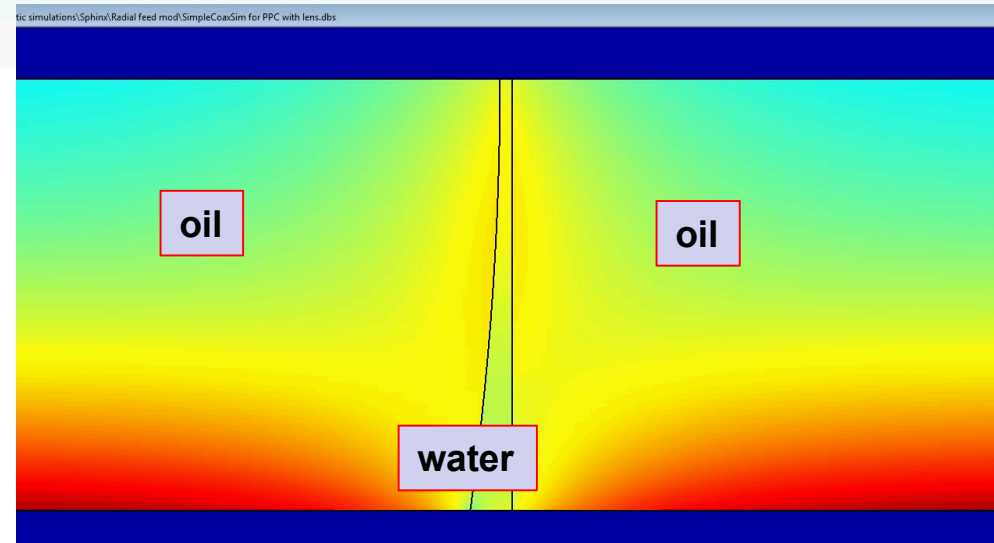 tic simulations\Sphinx\Radial feed mod\SimpleCoaxSim for PPC with lens.dbs
oil
oil
water